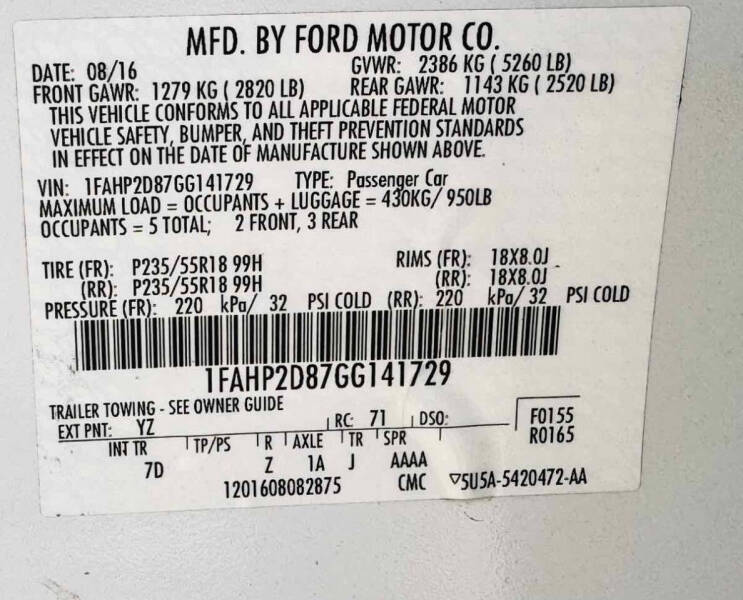 MFD. BY FORD MOTOR CO.
DATE: 08/16 GVWR: 2386 KG ( 5260 LB)
FRONT GAWR: 1279 KG ( 2820 LB) REAR GAWR: 1143 KG ( 2520 LB)
THIS VEHICLE CONFORMS TO ALL APPLICABLE FEDERAL MOTOR
VEHICLE SAFETY, BUMPER, AND THEFT PREVENTION STANDARDS
IN EFFECT ON THE DATE OF MANUFACTURE SHOWN ABOVE.
VIN: 1FAHP2D87GG141729 TYPE: Passenger Car
MAXIMUM LOAD = OCCUPANTS + LUGGAGE = 430KG/ 950LB
OCCUPANTS = 5 TOTAL; 2 FRONT, 3 REAR
TIRE (FR): P235/55R18 99H RIMS (FR): 18X8.0J
(RR): P235/55R18 99H (RR): 18X8.0J
PRESSURE (FR): 220 kPa/ 32 PSI COLD (RR): 220 kPa/ 32 PSI COLD
1FAHP2D87GG141729
TRAILER TOWING - SEE OWNER GUIDE
EXT PNT: YZ RC: 71 DSO: F0155
R0165
INT TR TP/PS R AXLE TR SPR
7D Z 1A J AAAA
1201608082875 CMC ▽5U5A-5420472-AA